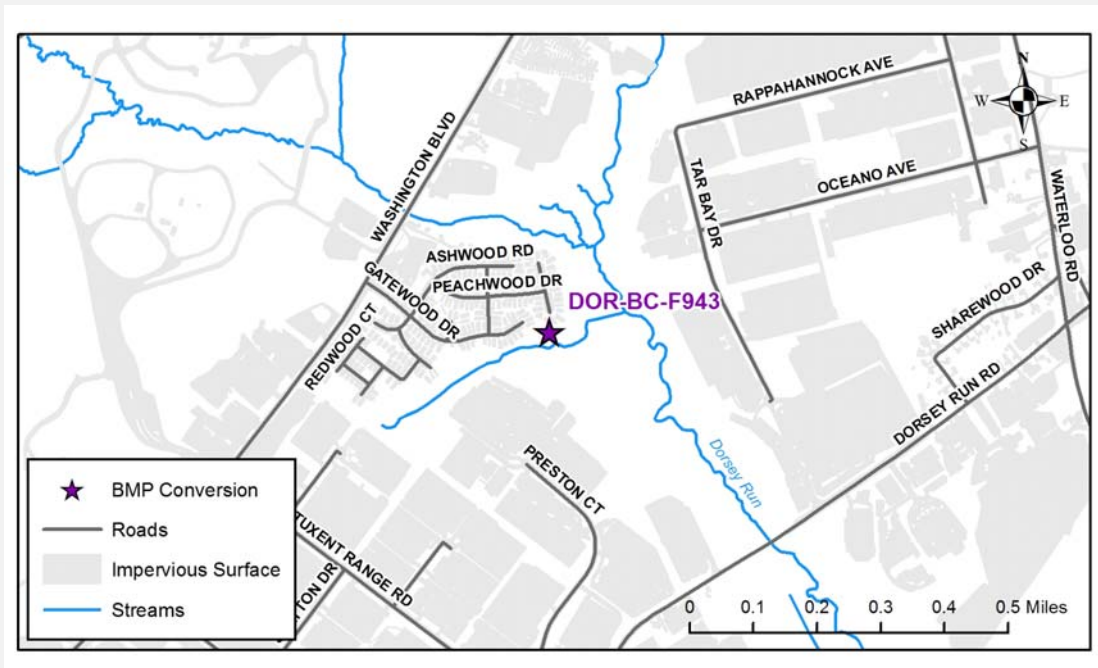 RAPPAHANNOCK AVE
N
W E
S
WASHINGTON BLVD
TAR BAY DR
OCEANO AVE
WATERLOO RD
ASHWOOD RD
GATEWOOD DR
PEACHWOOD DR
DOR-BC-F943
REDWOOD CT
SHAREWOOD DR
DORSEY RUN RD
Dorsey Run
PRESTON CT
BMP Conversion
Roads
Impervious Surface
Streams
TUXENT RANGE RD
TON DR
0 0.1 0.2 0.3 0.4 0.5 Miles